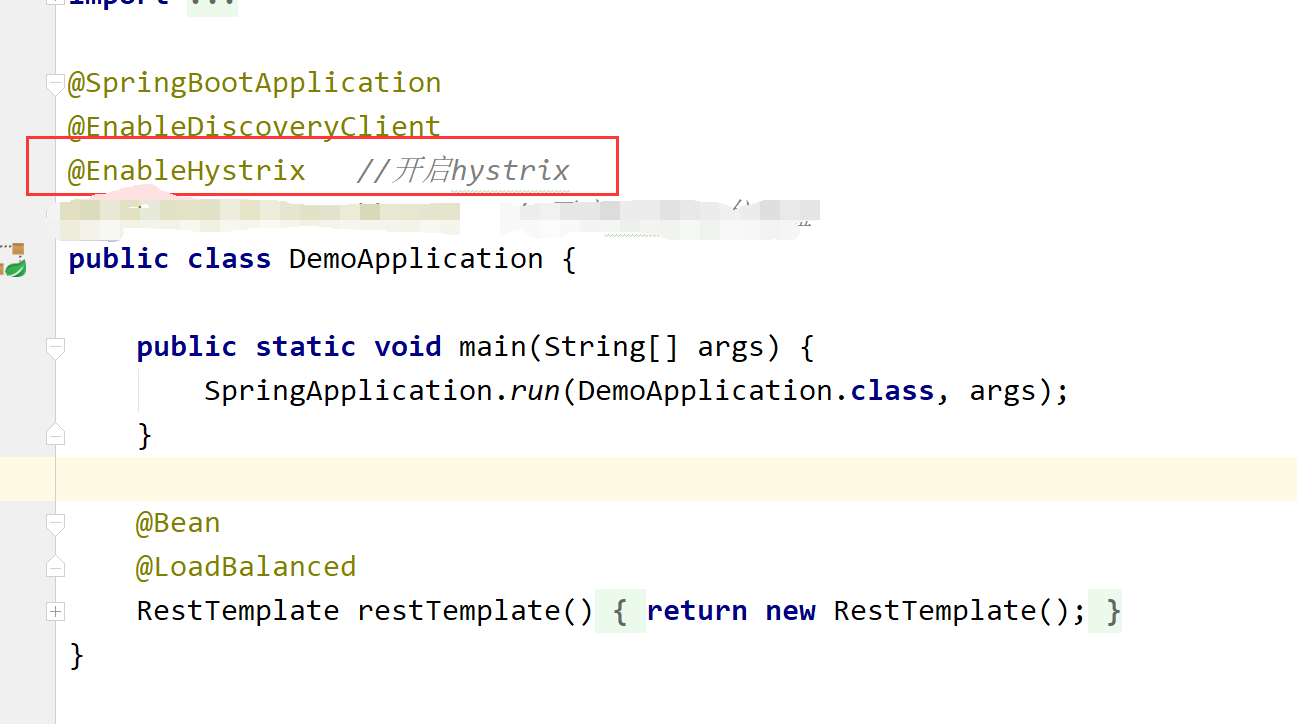 import ...
@SpringBootApplication
@EnableDiscoveryClient
@EnableHystrix //开启hystrix
public class DemoApplication {
public static void main(String[] args) {
SpringApplication.run(DemoApplication.class, args);
}
@Bean
@LoadBalanced
RestTemplate restTemplate() { return new RestTemplate(); }
}